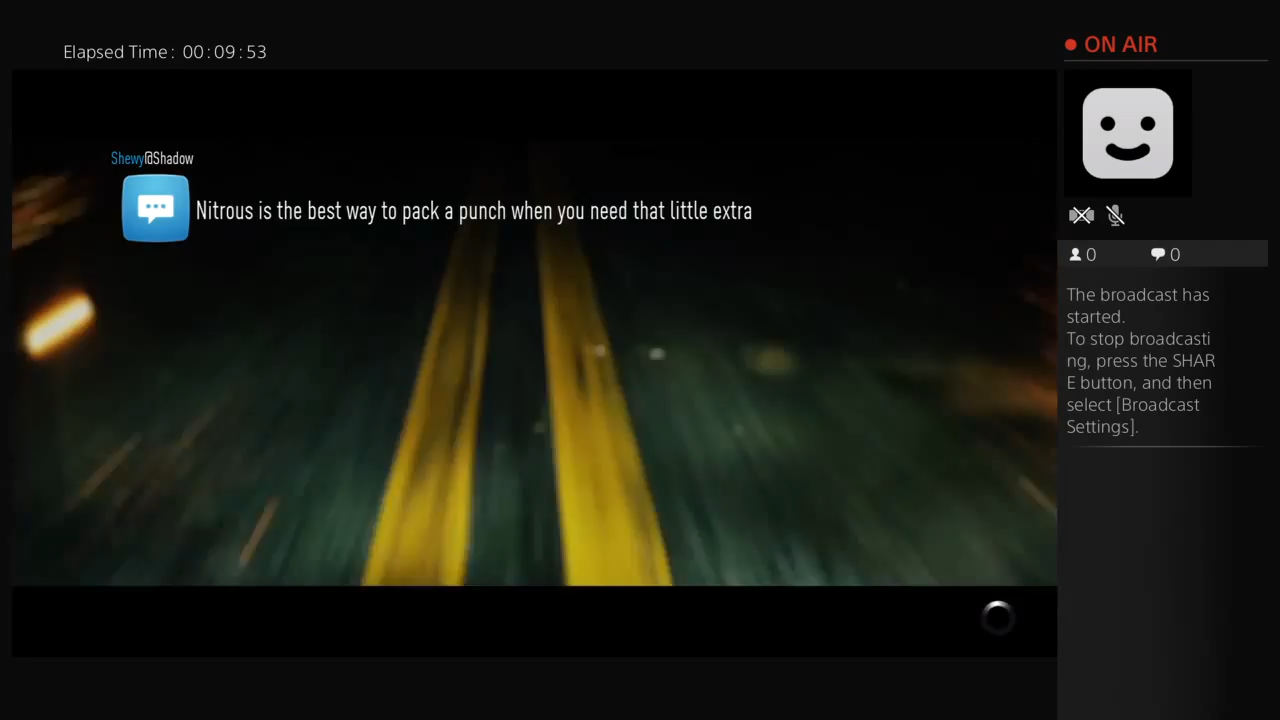 Elapsed Time: 00:09:53
ON AIR
Shewy@Shadow
Nitrous is the best way to pack a punch when you need that little extra
0 0
The broadcast has
started.
To stop broadcasti
ng, press the SHAR
E button, and then
select [Broadcast
Settings].